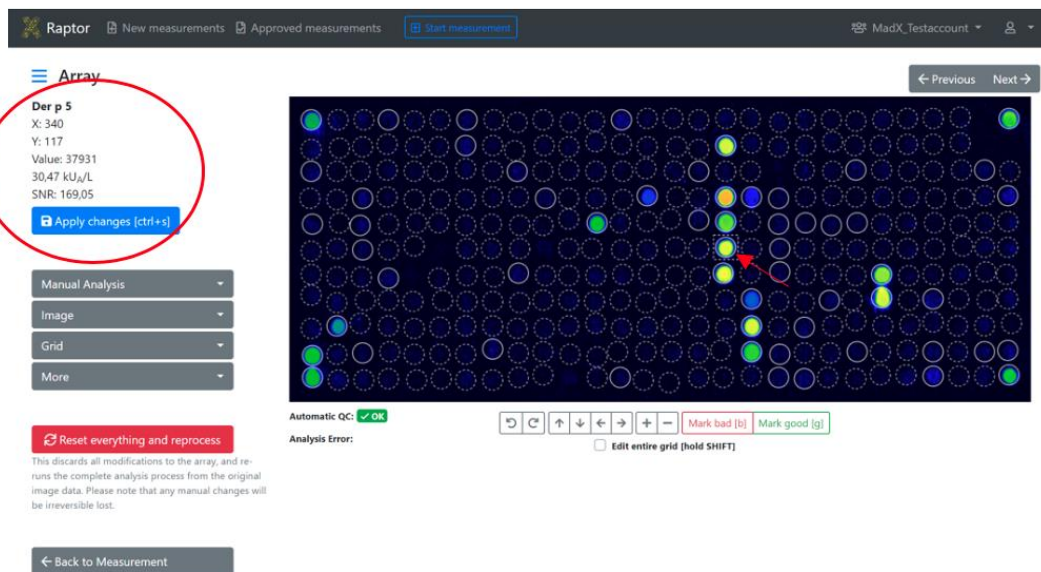 Raptor New measurements Approved measurements Start measurement MadX_Testaccount
Array
← Previous Next →
Der p 5
X: 340
Y: 117
Value: 37931
30,47 kUA/L
SNR: 169,05
Apply changes [ctrl+s]
Manual Analysis
Image
Grid
More
Automatic QC: ✓ OK
Analysis Error:
↑ ↓ ← → + − Mark bad [b] Mark good [g]
Edit entire grid [hold SHIFT]
Reset everything and reprocess
This discards all modifications to the array, and re-
runs the complete analysis process from the original
image data. Please note that any manual changes will
be irreversible lost.
← Back to Measurement